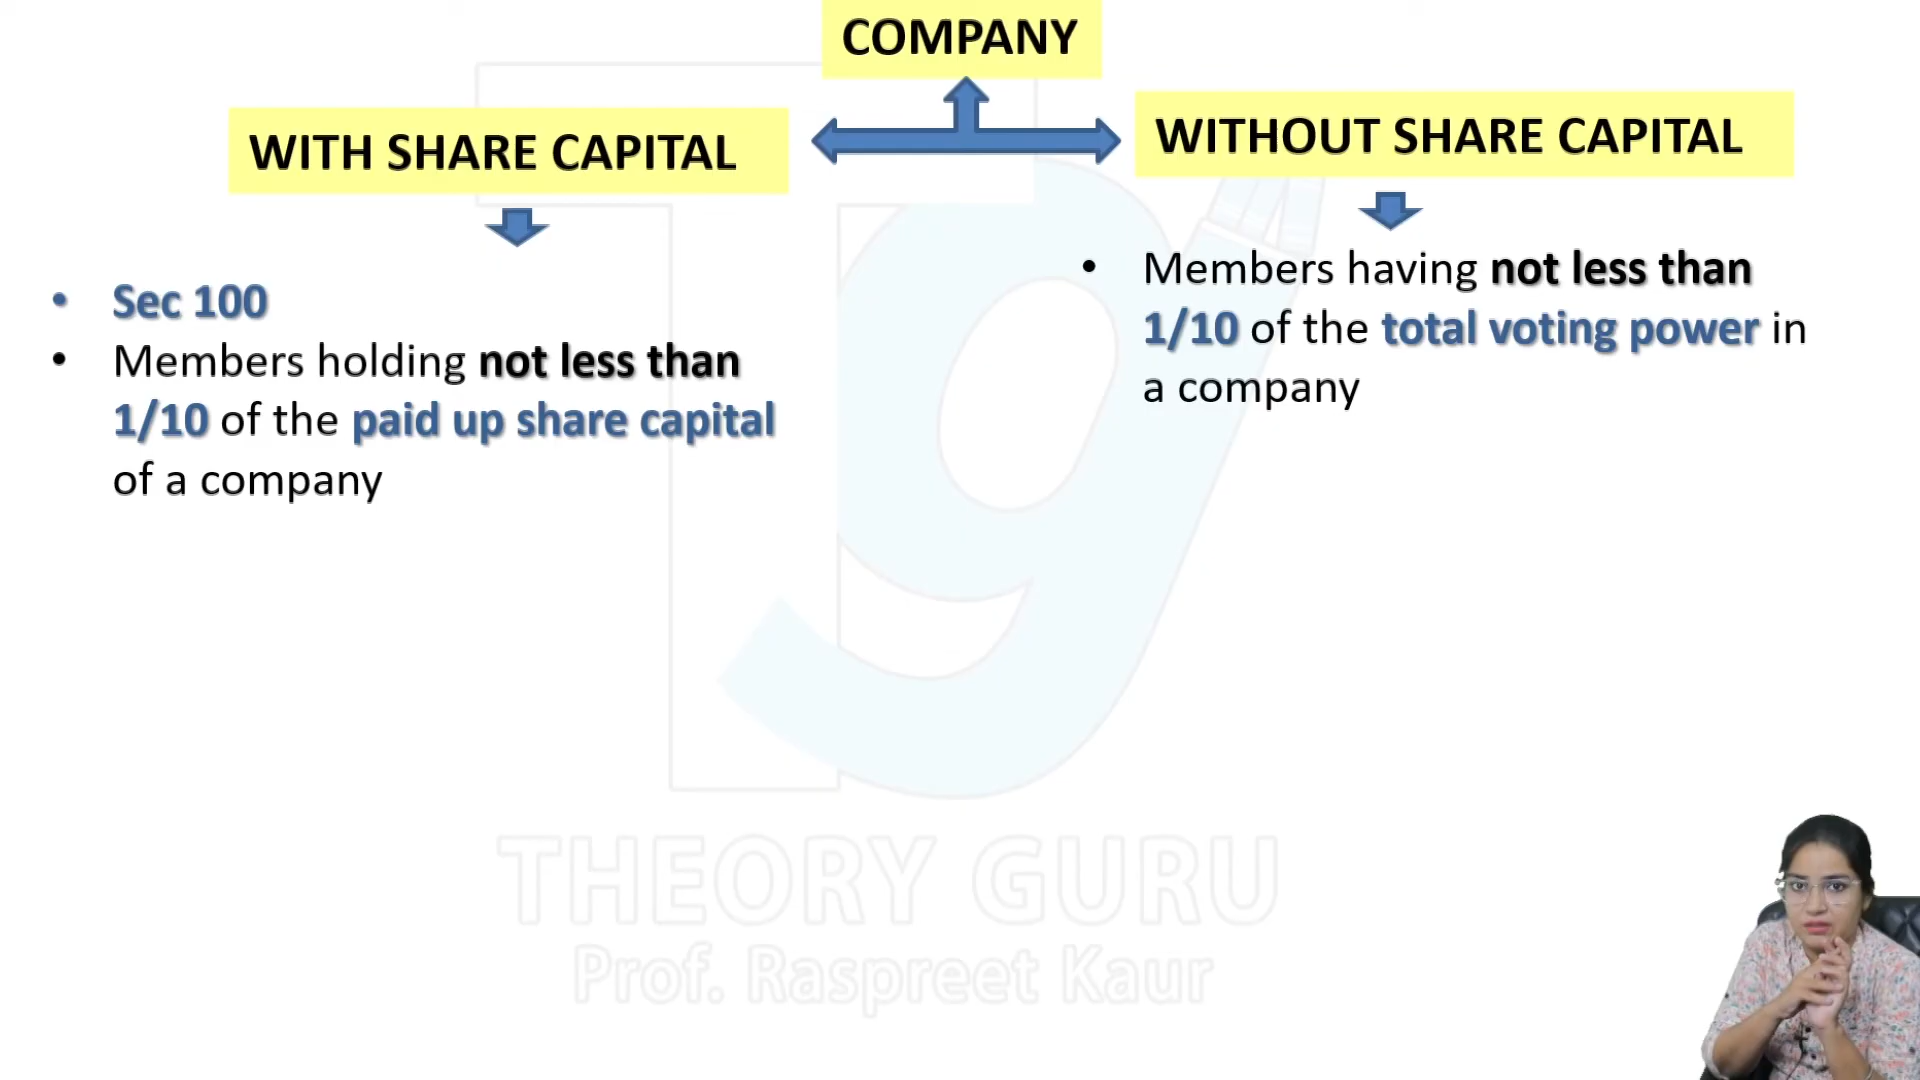 COMPANY
WITH SHARE CAPITAL
WITHOUT SHARE CAPITAL
• Sec 100
• Members holding not less than
1/10 of the paid up share capital
of a company
• Members having not less than
1/10 of the total voting power in
a company
THEORY GURU
Prof. Raspreet Kaur